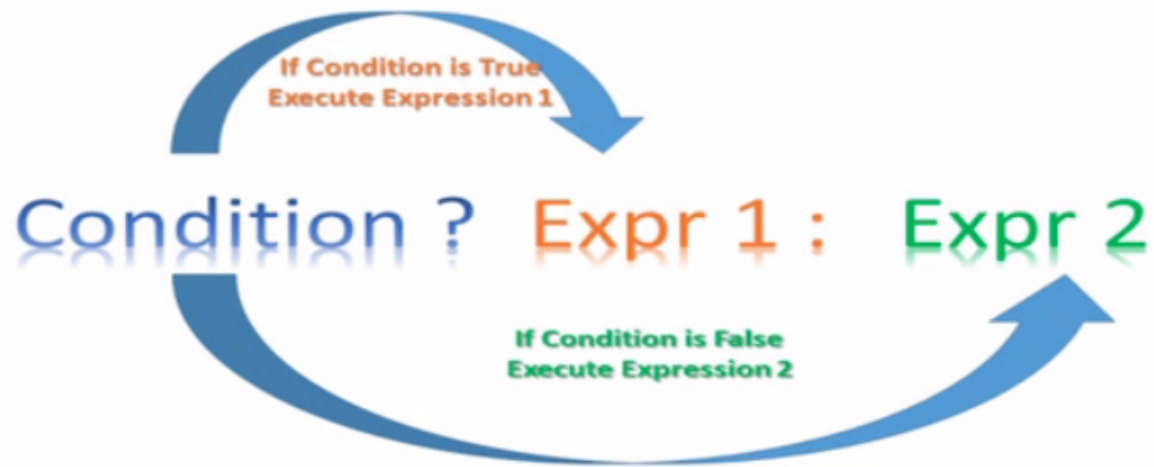 If Condition is True
Execute Expression 1
Condition ? Expr 1 : Expr 2
If Condition is False
Execute Expression 2